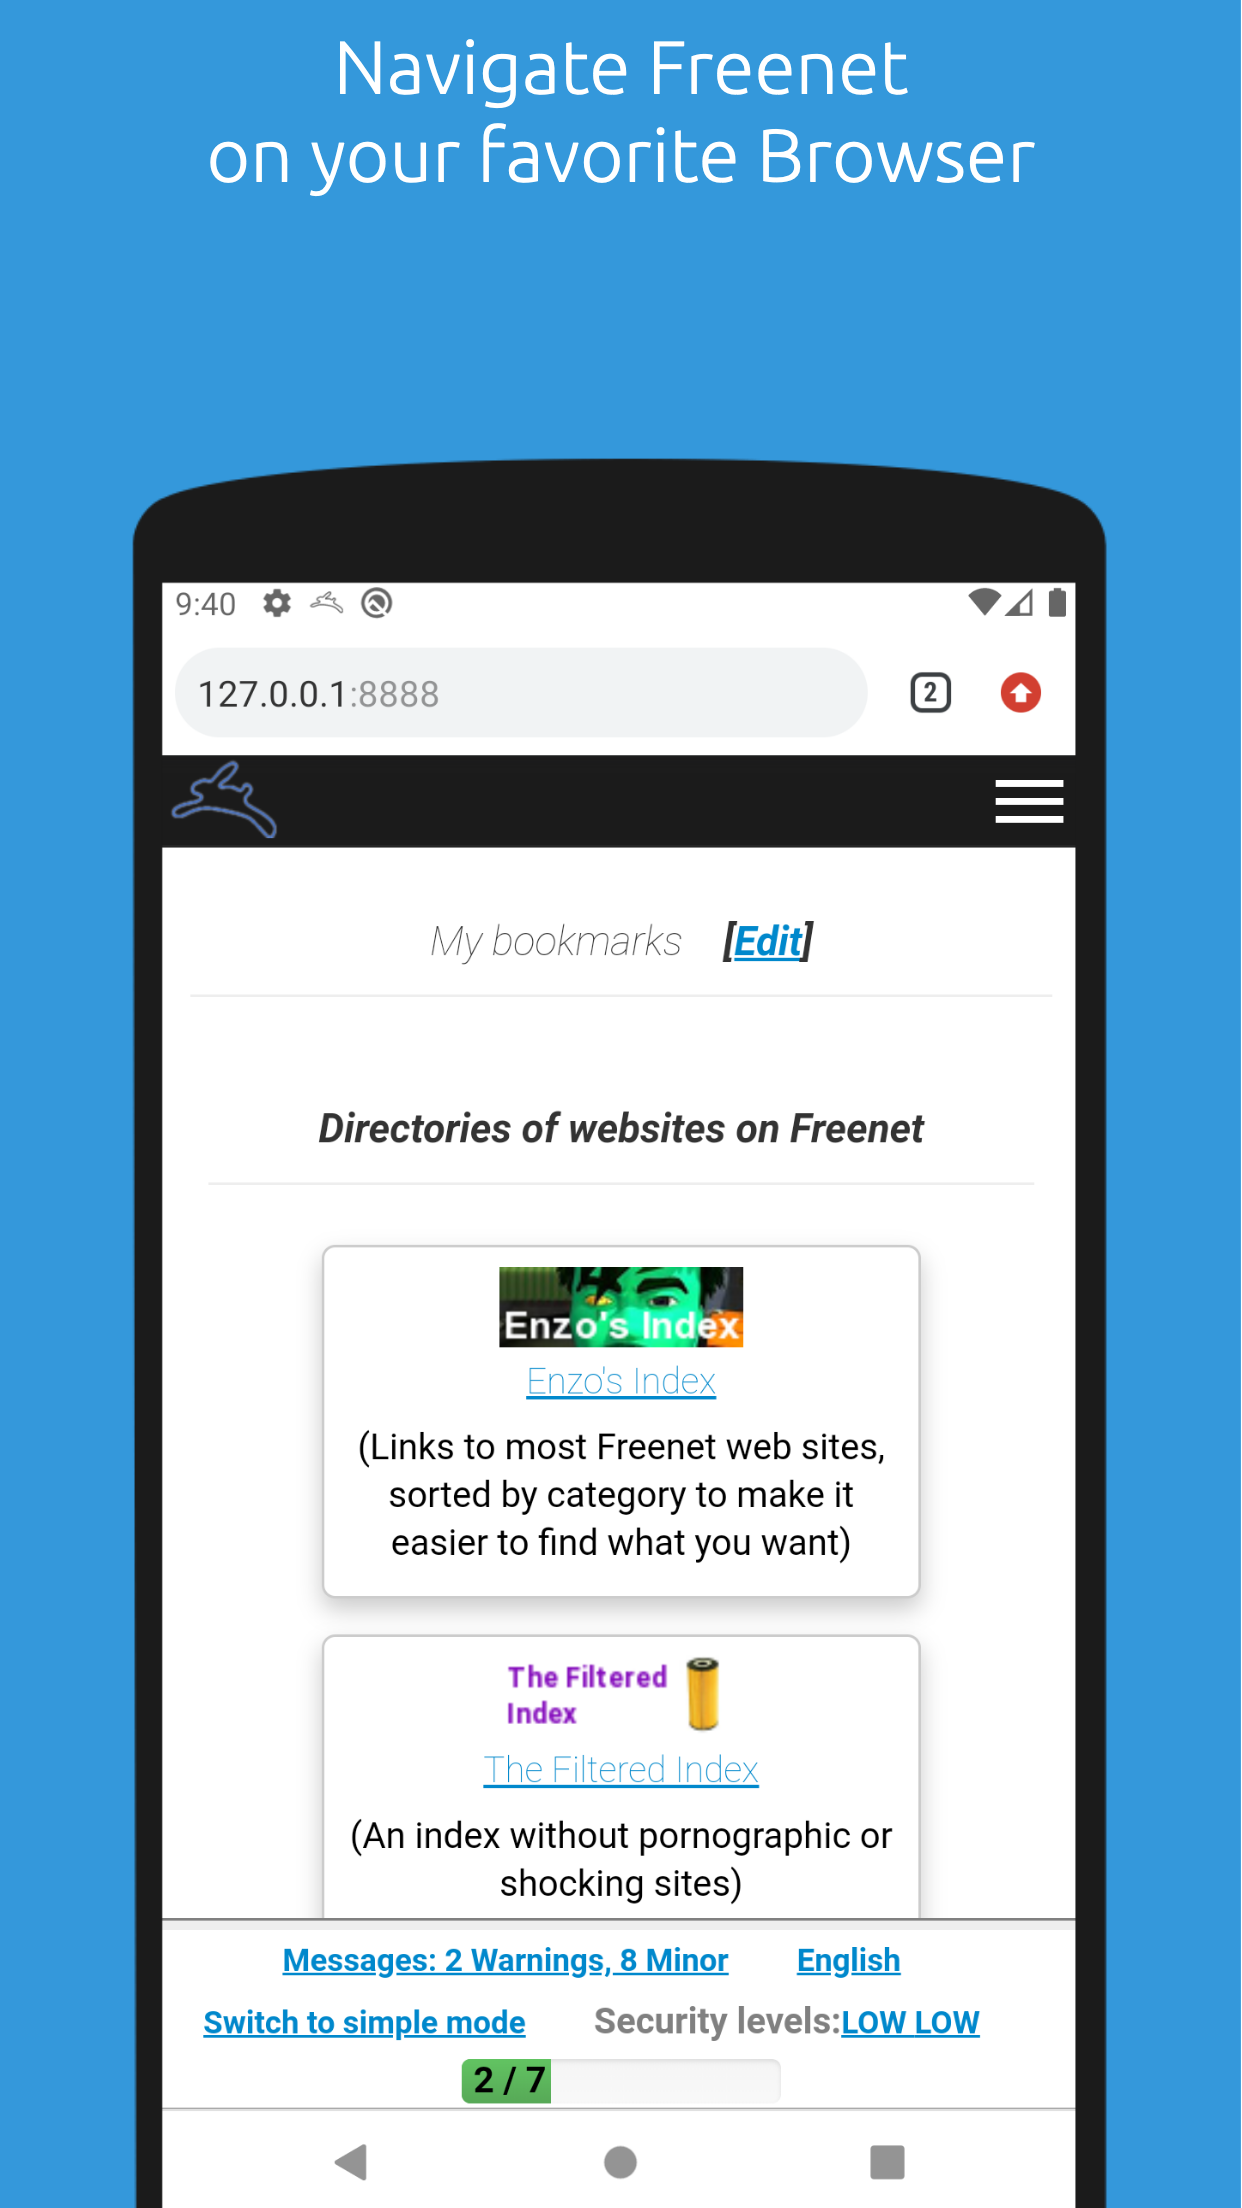 Navigate Freenet
on your favorite Browser
9:40
127.0.0.1:8888
2
My bookmarks [Edit]
Directories of websites on Freenet
Enzo's Index
Enzo's Index
(Links to most Freenet web sites,
sorted by category to make it
easier to find what you want)
The Filtered
Index
The Filtered Index
(An index without pornographic or
shocking sites)
Messages: 2 Warnings, 8 Minor English
Switch to simple mode Security levels:LOW LOW
2 / 7